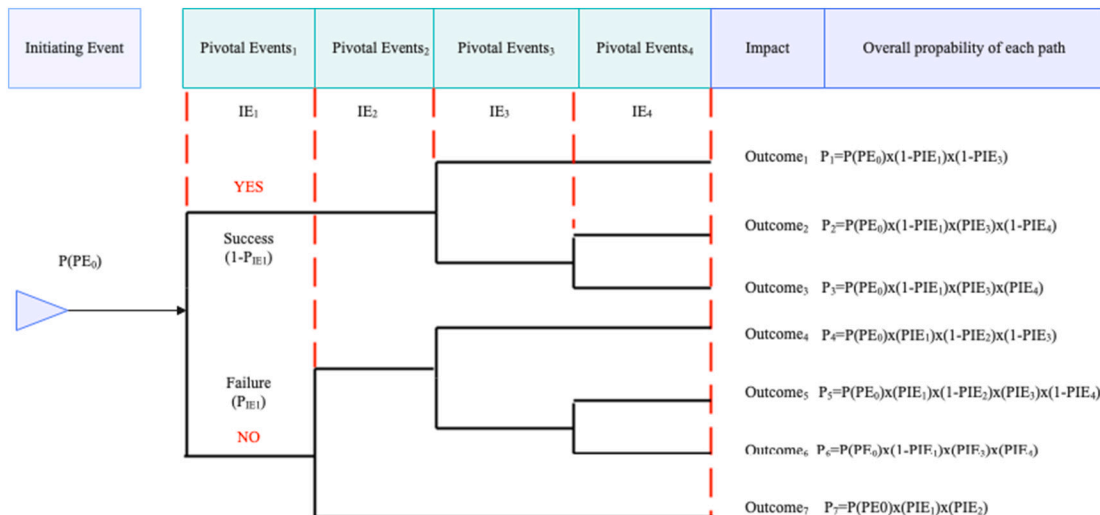 Initiating Event
Pivotal Events₁
Pivotal Events₂
Pivotal Events₃
Pivotal Events₄
Impact
Overall propability of each path
IE₁
IE₂
IE₃
IE₄
Outcome₁ P₁=P(PE₀)x(1-PIE₁)x(1-PIE₃)
YES
Outcome₂ P₂=P(PE₀)x(1-PIE₁)x(PIE₃)x(1-PIE₄)
Success
(1-P_IE1)
P(PE₀)
Outcome₃ P₃=P(PE₀)x(1-PIE₁)x(PIE₃)x(PIE₄)
Outcome₄ P₄=P(PE₀)x(PIE₁)x(1-PIE₂)x(1-PIE₃)
Failure
(P_IE1)
Outcome₅ P₅=P(PE₀)x(PIE₁)x(1-PIE₂)x(PIE₃)x(1-PIE₄)
NO
Outcome₆ P₆=P(PE₀)x(1-PIE₁)x(PIE₃)x(PIE₄)
Outcome₇ P₇=P(PE0)x(PIE₁)x(PIE₂)